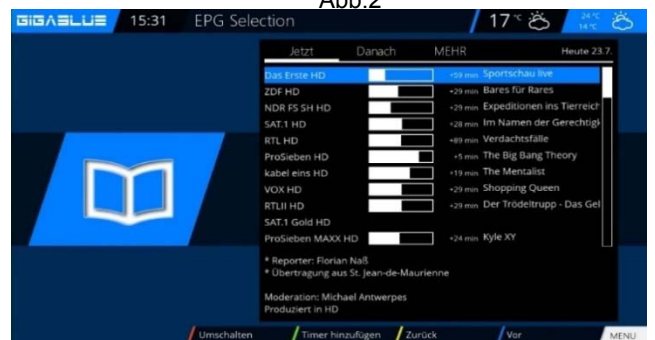 Abb.2
GIGABLUE 15:31 EPG Selection 17 °C 24 °C
14 °C
Jetzt Danach MEHR Heute 23.7.
Das Erste HD +59 min Sportschau live
ZDF HD +29 min Bares für Rares
NDR FS SH HD +29 min Expeditionen ins Tierreich
SAT.1 HD +28 min Im Namen der Gerechtigk
RTL HD +89 min Verdachtsfälle
ProSieben HD +5 min The Big Bang Theory
kabel eins HD +19 min The Mentalist
VOX HD +29 min Shopping Queen
RTLII HD +29 min Der Trödeltrupp - Das Gel
SAT.1 Gold HD
ProSieben MAXX HD +24 min Kyle XY
* Reporter: Florian Naß
* Übertragung aus St. Jean-de-Maurienne
Moderation: Michael Antwerpes
Produziert in HD
Umschalten Timer hinzufügen Zurück Vor MENU